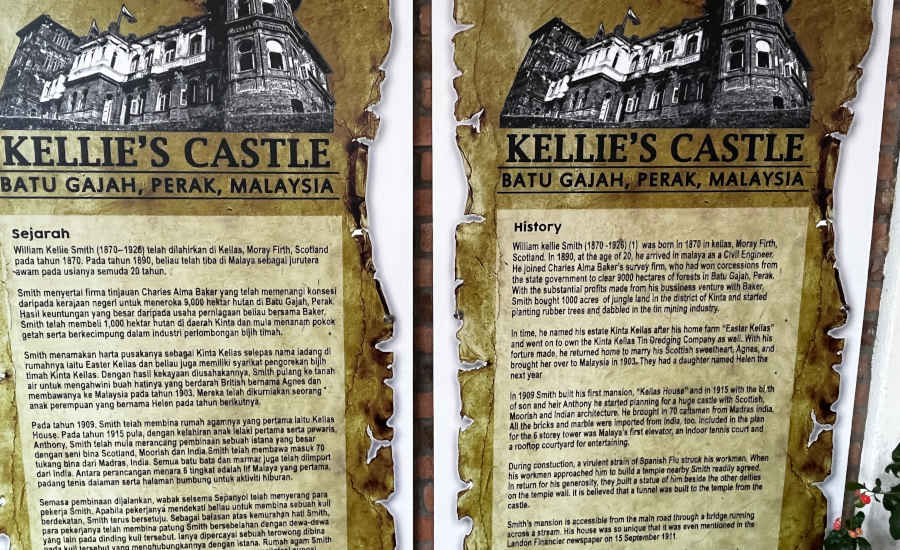 KELLIE'S CASTLE
BATU GAJAH, PERAK, MALAYSIA
Sejarah
William Kellie Smith (1870–1926) telah dilahirkan di Kellas, Moray Firth, Scotland
pada tahun 1870. Pada tahun 1890, beliau telah tiba di Malaya sebagai jurutera
awam pada usianya semuda 20 tahun.
Smith menyertai firma tinjauan Charles Alma Bakar yang telah memenangi konsesi
daripada kerajaan negeri untuk meneroka 9,000 hektar hutan di Batu Gajah, Perak.
Hasil keuntungan yang besar daripada usaha perniagaan beliau bersama Baker,
Smith telah membeli 1,000 hektar hutan di daerah Kinta dan mula menanam pokok
getah serta berkecimpung dalam industri perlombongan bijih timah.
Smith menamakan harta pusakanya sebagai Kinta Kellas selepas nama ladang di
rumahnya iaitu Easter Kellas dan beliau juga memiliki syarikat pengorekan bijih
timah Kinta Kellas. Dengan hasil kekayaan diusahakannya, Smith pulang ke tanah
air untuk mengahwini buah hatinya yang berdarah British bernama Agnes dan
membawanya ke Malaysia pada tahun 1903. Mereka telah dikurniakan seorang
anak perempuan yang bernama Helen pada tahun berikutnya.
Pada tahun 1909, Smith telah membina rumah agamnya yang pertama iaitu Kellas
House. Pada tahun 1915 pula, dengan kelahiran anak lelaki pertama serta pewaris,
Anthony, Smith telah mula merancang pembinaan sebuah istana yang besar
dengan seni bina Scotland, Moorish dan India.Smith telah membawa masuk 70
tukang bina dari Madras, India. Semua batu bata dan marmar juga telah diimport
dari India. Antara perancangan menara 5 tingkat ialah lif Malaya yang pertama,
padang tenis dalaman serta halaman bumbung untuk aktiviti hiburan.
Semasa pembinaan dijalankan, wabak selsema Sepanyol telah menyerang para
pekerja Smith. Apabila pekerjanya mendekati beliau untuk membina sebuah kuil
berdekatan, Smith terus bersetuju. Sebagai balasan atas kemurahan hati Smith,
para pekerjanya telah membina patung Smith bersebelahan dengan dewa-dewa
yang lain pada dinding kuil tersebut. Ianya dipercayai sebuah terowong dibina
pada kuil tersebut yang menghubungkannya dengan istana. Rumah agam Smith
KELLIE'S CASTLE
BATU GAJAH, PERAK, MALAYSIA
History
William kellie Smith (1870 -1926) (1) was born in 1870 in kellas, Moray Firth,
Scotland. In 1890, at the age of 20, he arrived in malaya as a Civil Engineer.
He joined Charles Alma Baker's survey firm, who had won concessions from
the state government to clear 9000 hectares of forests in Batu Gajah, Perak.
With the substantial profits made from his bussiness venture with Baker,
Smith bought 1000 acres of jungle land in the district of Kinta and started
planting rubber trees and dabbled in the tin mining industry.
In time, he named his estate Kinta Kellas after his home farm "Easter Kellas"
and went on to own the Kinta Kellas Tin Dredging Company as well. With his
fortune made, he returned home to marry his Scottish sweetheart, Agnes, and
brought her over to Malaysia in 1903. They had a daughter named Helen the
next year.
In 1909 Smith built his first mansion, "Kellas House" and in 1915 with the birth
of son and heir Anthony he started planning for a huge castle with Scottish,
Moorish and Indian architecture. He brought in 70 craftsman from Madras india.
All the bricks and marble were imported from India, too. included in the plan
for the 6 storey tower was Malaya's first elevator, an indoor tennis court and
a rooftop courtyard for entertaining.
During construction, a virulent strain of Spanish Flu struck his workmen. When
his workmen approached him to build a temple nearby Smith readily agreed.
In return for his generosity, they built a statue of him beside the other deities
on the temple wall. it is believed that a tunnel was built to the temple from the
castle.
Smith's mansion is accessible from the main road through a bridge running
across a stream. His house was so unique that it was even mentioned in the
Landon Financier newspaper on 15 September 1911.